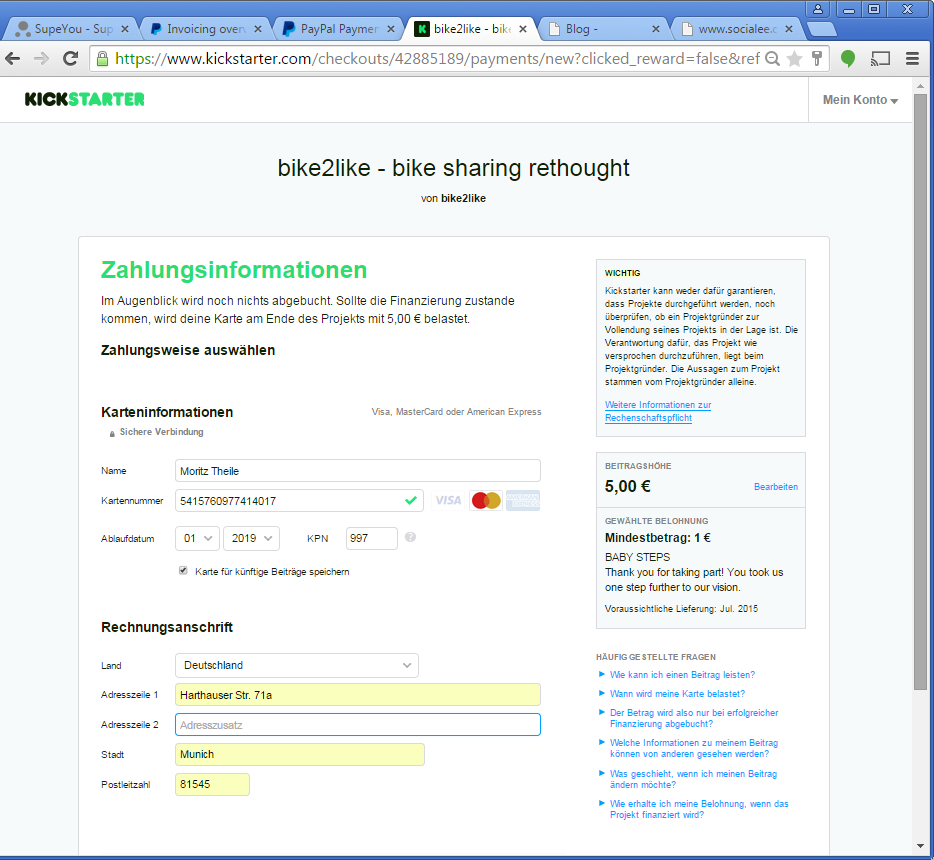 SupeYou - Sup
Invoicing over
PayPal Paymer
bike2like - bike
Blog -
www.socialee.c
https://www.kickstarter.com/checkouts/42885189/payments/new?clicked_reward=false&ref
KICKSTARTER
Mein Konto
bike2like - bike sharing rethought
von bike2like
Zahlungsinformationen
Im Augenblick wird noch nichts abgebucht. Sollte die Finanzierung zustande
kommen, wird deine Karte am Ende des Projekts mit 5,00 € belastet.
Zahlungsweise auswählen
Karteninformationen
Visa, MasterCard oder American Express
Sichere Verbindung
Name
Moritz Theile
Kartennummer
5415760977414017
VISA
Ablaufdatum
01
2019
KPN
997
?
Karte für künftige Beiträge speichern
Rechnungsanschrift
Land
Deutschland
Adresszeile 1
Harthauser Str. 71a
Adresszeile 2
Adresszusatz
Stadt
Munich
Postleitzahl
81545
WICHTIG
Kickstarter kann weder dafür garantieren,
dass Projekte durchgeführt werden, noch
überprüfen, ob ein Projektgründer zur
Vollendung seines Projekts in der Lage ist. Die
Verantwortung dafür, das Projekt wie
versprochen durchzuführen, liegt beim
Projektgründer. Die Aussagen zum Projekt
stammen vom Projektgründer alleine.
Weitere Informationen zur
Rechenschaftspflicht
BEITRAGSHÖHE
5,00 €
Bearbeiten
GEWÄHLTE BELOHNUNG
Mindestbetrag: 1 €
BABY STEPS
Thank you for taking part! You took us
one step further to our vision.
Voraussichtliche Lieferung: Jul. 2015
HÄUFIG GESTELLTE FRAGEN
Wie kann ich einen Beitrag leisten?
Wann wird meine Karte belastet?
Der Betrag wird also nur bei erfolgreicher
Finanzierung abgebucht?
Welche Informationen zu meinem Beitrag
können von anderen gesehen werden?
Was geschieht, wenn ich meinen Beitrag
ändern möchte?
Wie erhalte ich meine Belohnung, wenn das
Projekt finanziert wird?